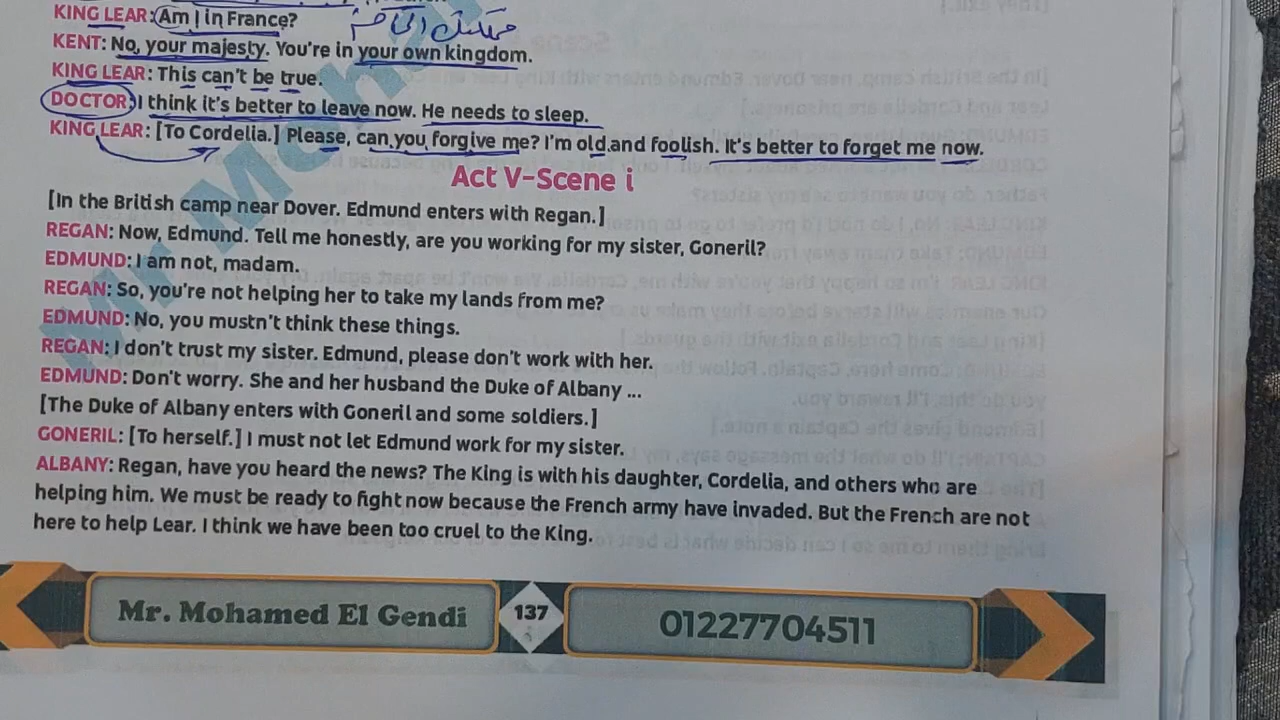 KING LEAR: Am I in France?
KENT: No, your majesty. You're in your own kingdom.
KING LEAR: This can't be true.
DOCTOR: I think it's better to leave now. He needs to sleep.
KING LEAR: [To Cordelia.] Please, can you forgive me? I'm old and foolish. It's better to forget me now.
Act V-Scene i
[In the British camp near Dover. Edmund enters with Regan.]
REGAN: Now, Edmund. Tell me honestly, are you working for my sister, Goneril?
EDMUND: I am not, madam.
REGAN: So, you're not helping her to take my lands from me?
EDMUND: No, you mustn't think these things.
REGAN: I don't trust my sister. Edmund, please don't work with her.
EDMUND: Don't worry. She and her husband the Duke of Albany ...
[The Duke of Albany enters with Goneril and some soldiers.]
GONERIL: [To herself.] I must not let Edmund work for my sister.
ALBANY: Regan, have you heard the news? The King is with his daughter, Cordelia, and others who are
helping him. We must be ready to fight now because the French army have invaded. But the French are not
here to help Lear. I think we have been too cruel to the King.
Mr. Mohamed El Gendi
137
01227704511